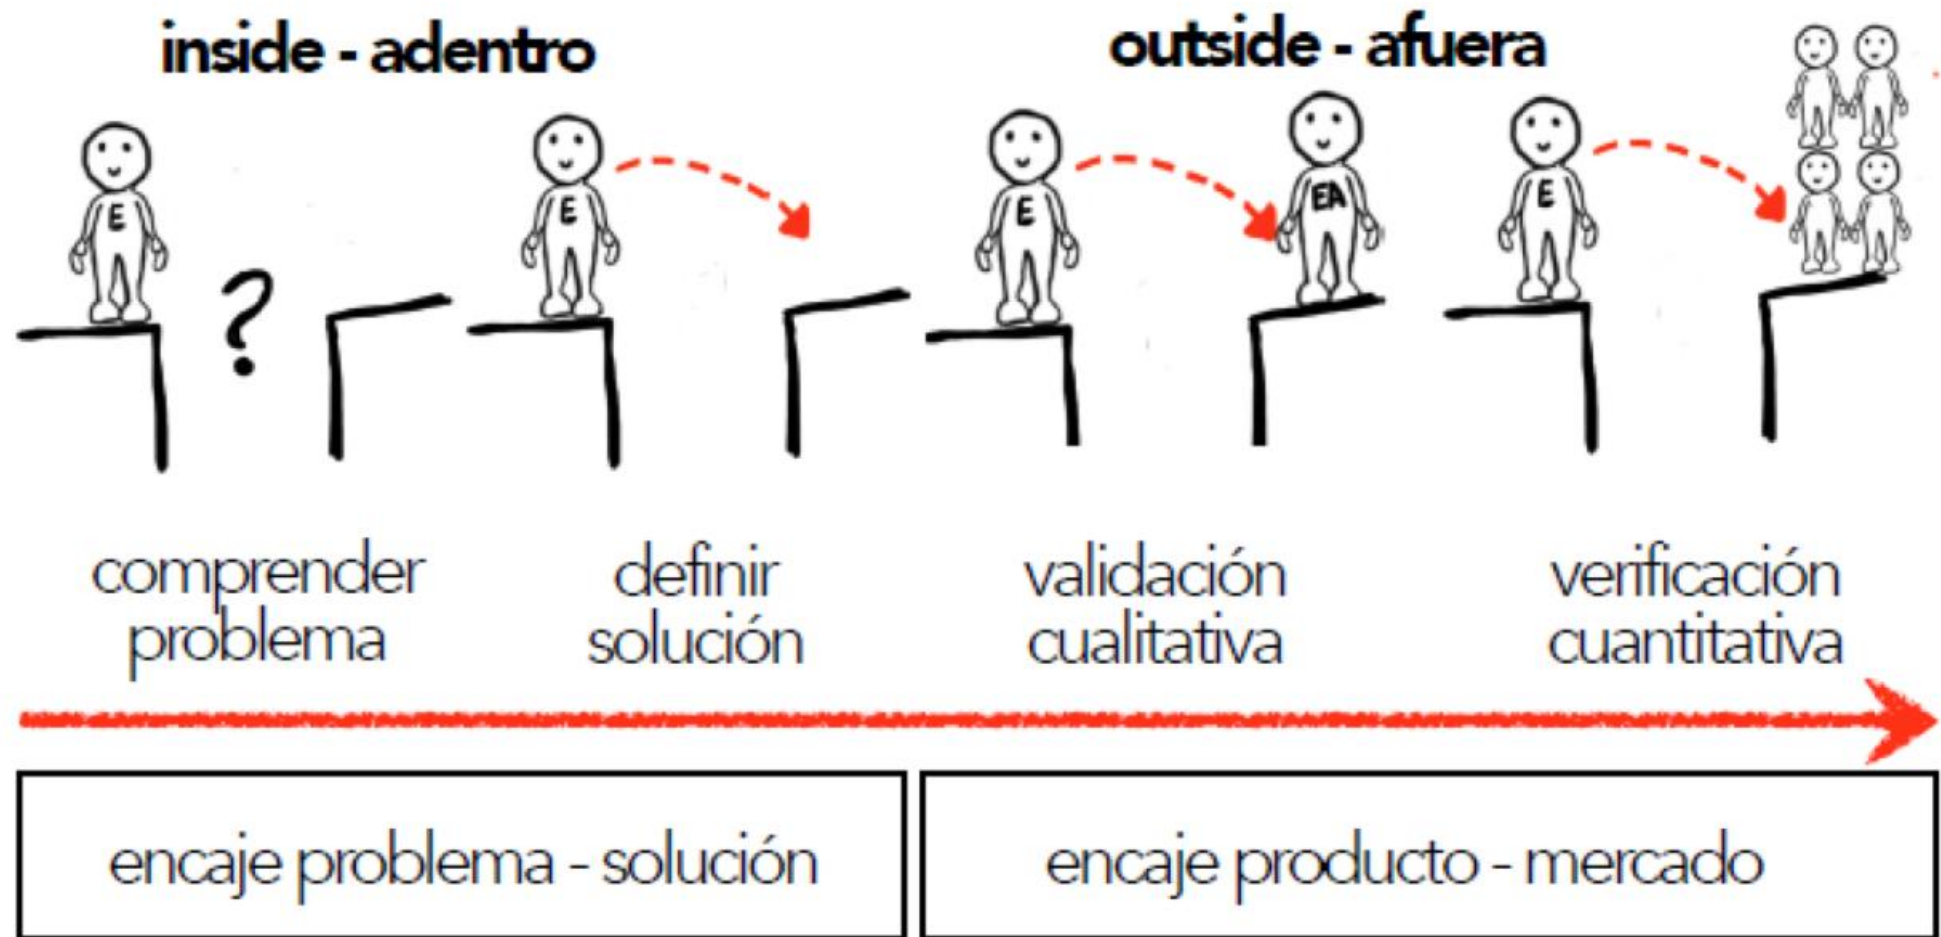 inside - adentro
outside - afuera
E
?
E
E
EA
E
comprender
problema
definir
solución
validación
cualitativa
verificación
cuantitativa
encaje problema - solución
encaje producto - mercado